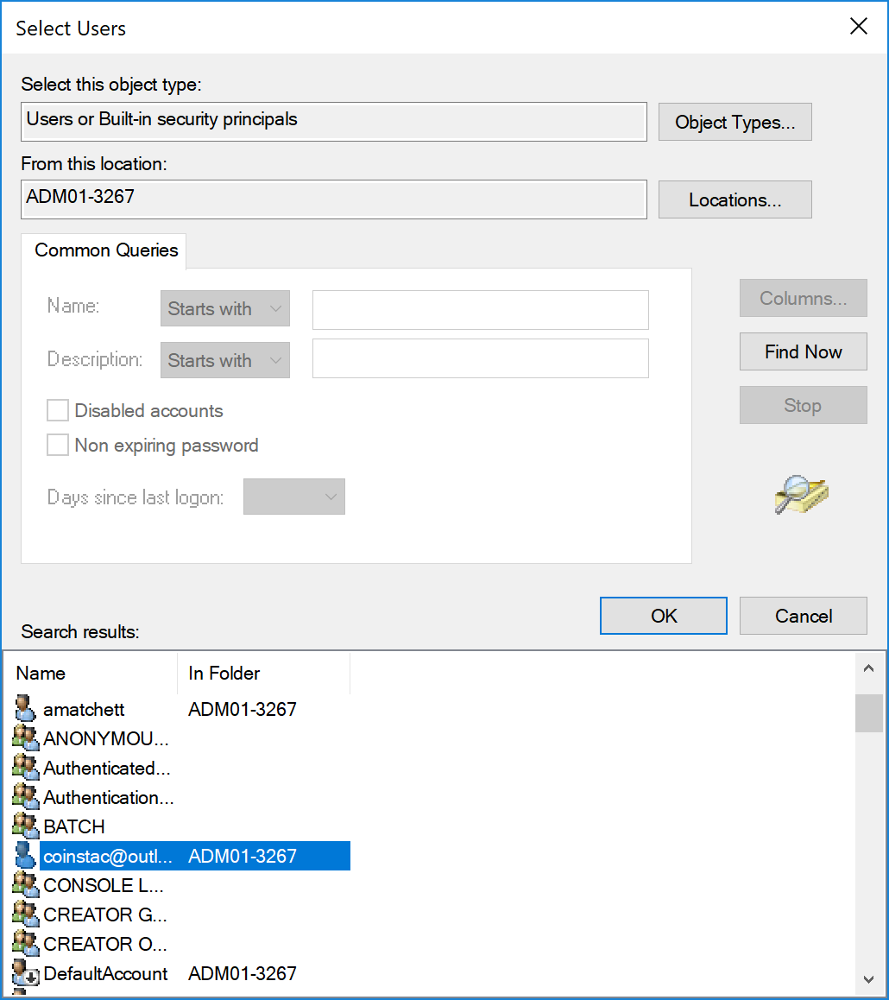 Select Users
Select this object type:
Users or Built-in security principals
Object Types...
From this location:
ADM01-3267
Locations...
Common Queries
Name:
Starts with
Columns...
Description:
Starts with
Find Now
Disabled accounts
Stop
Non expiring password
Days since last logon:
OK
Cancel
Search results:
Name In Folder
amatchett ADM01-3267
ANONYMOU...
Authenticated...
Authentication...
BATCH
coinstac@outl... ADM01-3267
CONSOLE L...
CREATOR G...
CREATOR O...
DefaultAccount ADM01-3267